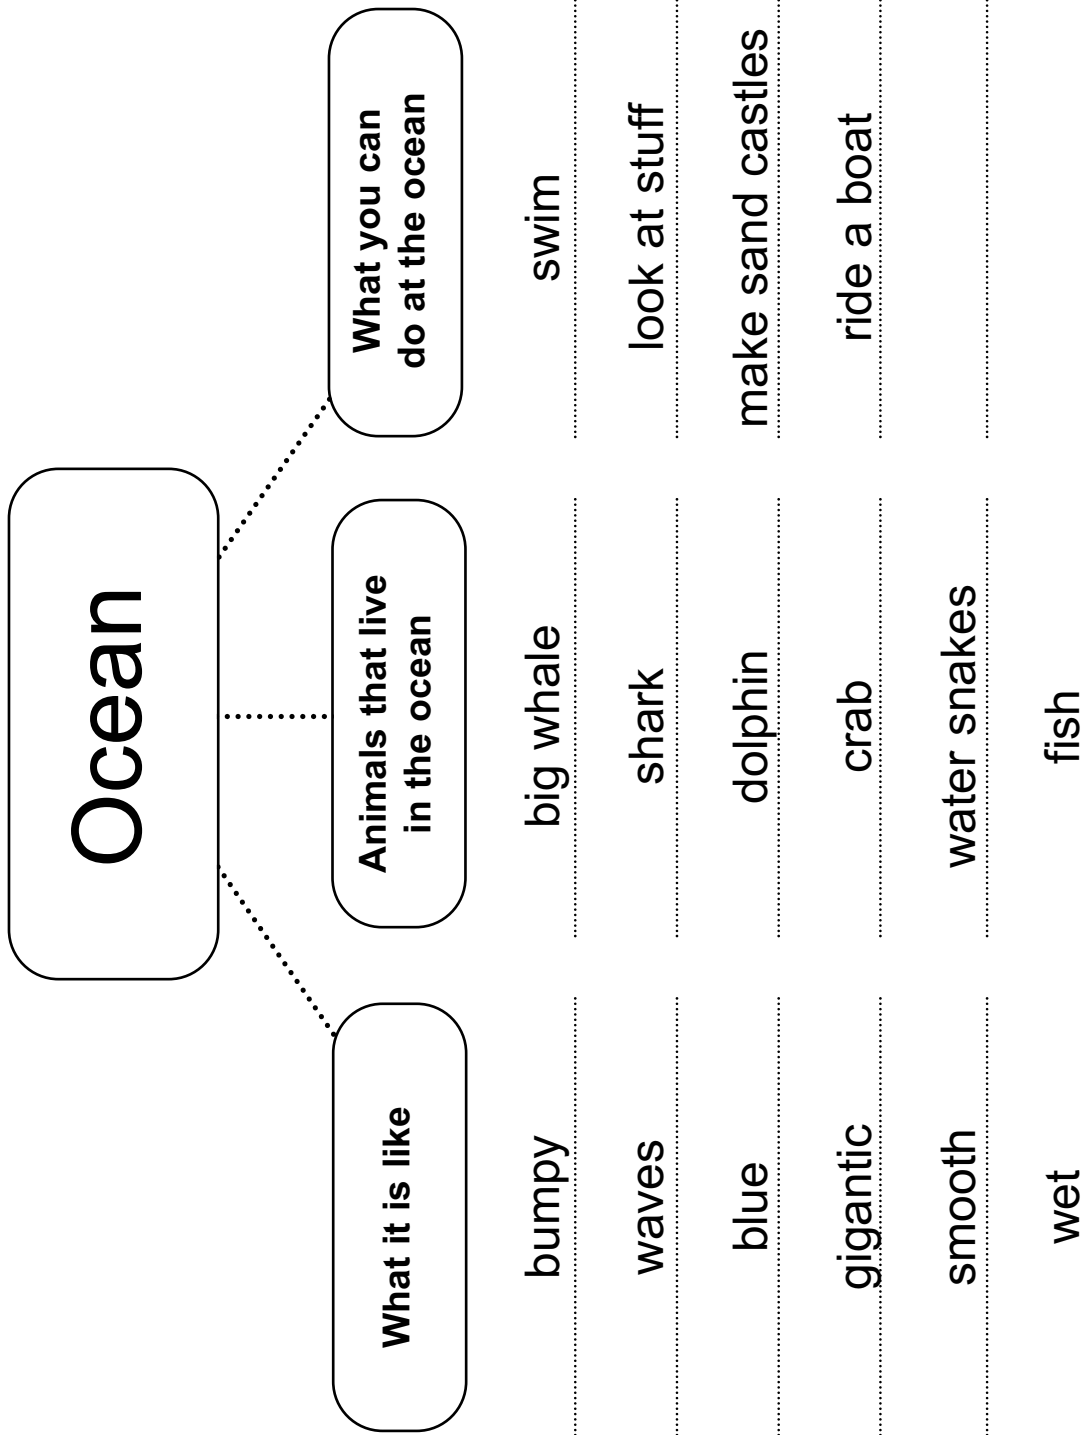 Ocean
What it is like
bumpy
waves
blue
gigantic
smooth
wet
Animals that live
in the ocean
big whale
shark
dolphin
crab
water snakes
fish
What you can
do at the ocean
swim
look at stuff
make sand castles
ride a boat